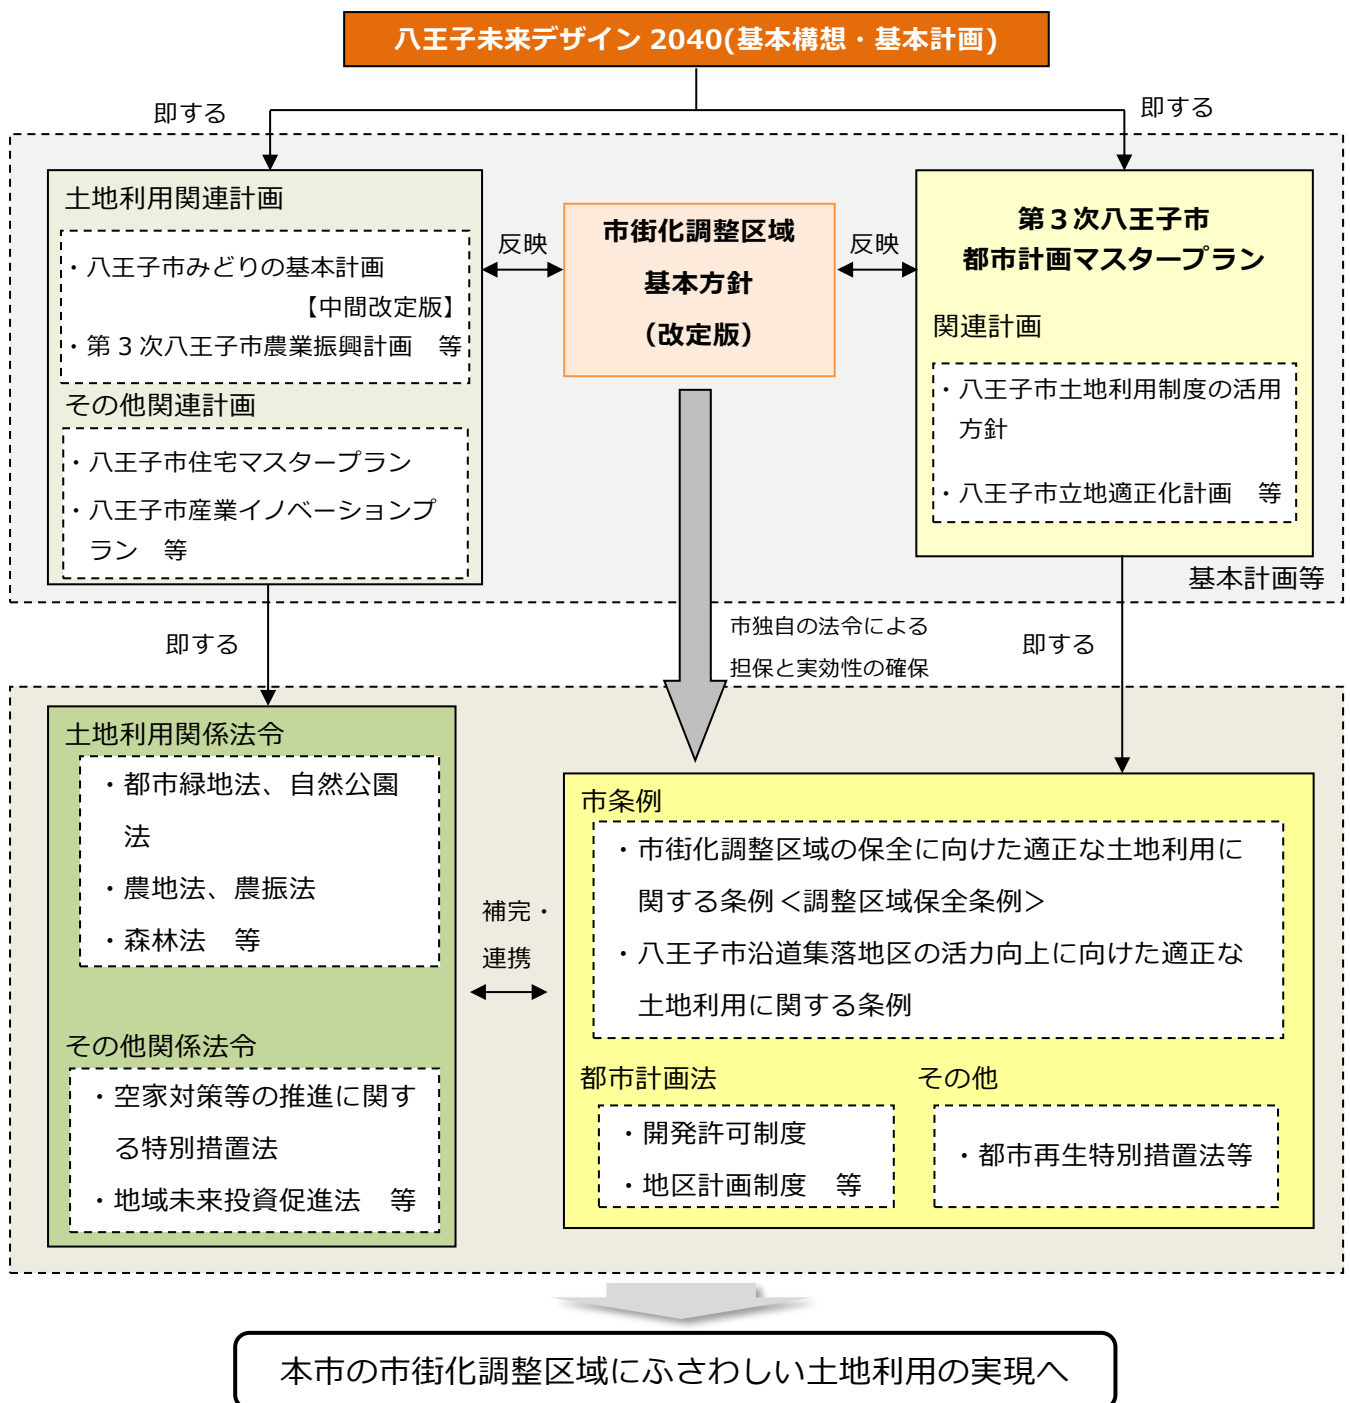 八王子未来デザイン 2040(基本構想・基本計画)
即する
即する
土地利用関連計画
・八王子市みどりの基本計画
【中間改定版】
・第３次八王子市農業振興計画　等
その他関連計画
・八王子市住宅マスタープラン
・八王子市産業イノベーションプ
ラン　等
反映
市街化調整区域
基本方針
（改定版）
反映
第３次八王子市
都市計画マスタープラン
関連計画
・八王子市土地利用制度の活用
方針
・八王子市立地適正化計画　等
基本計画等
即する
市独自の法令による
担保と実効性の確保
即する
土地利用関係法令
・都市緑地法、自然公園
法
・農地法、農振法
・森林法　等
その他関係法令
・空家対策等の推進に関す
る特別措置法
・地域未来投資促進法　等
補完・
連携
市条例
・市街化調整区域の保全に向けた適正な土地利用に
関する条例＜調整区域保全条例＞
・八王子市沿道集落地区の活力向上に向けた適正な
土地利用に関する条例
都市計画法
・開発許可制度
・地区計画制度　等
その他
・都市再生特別措置法等
本市の市街化調整区域にふさわしい土地利用の実現へ